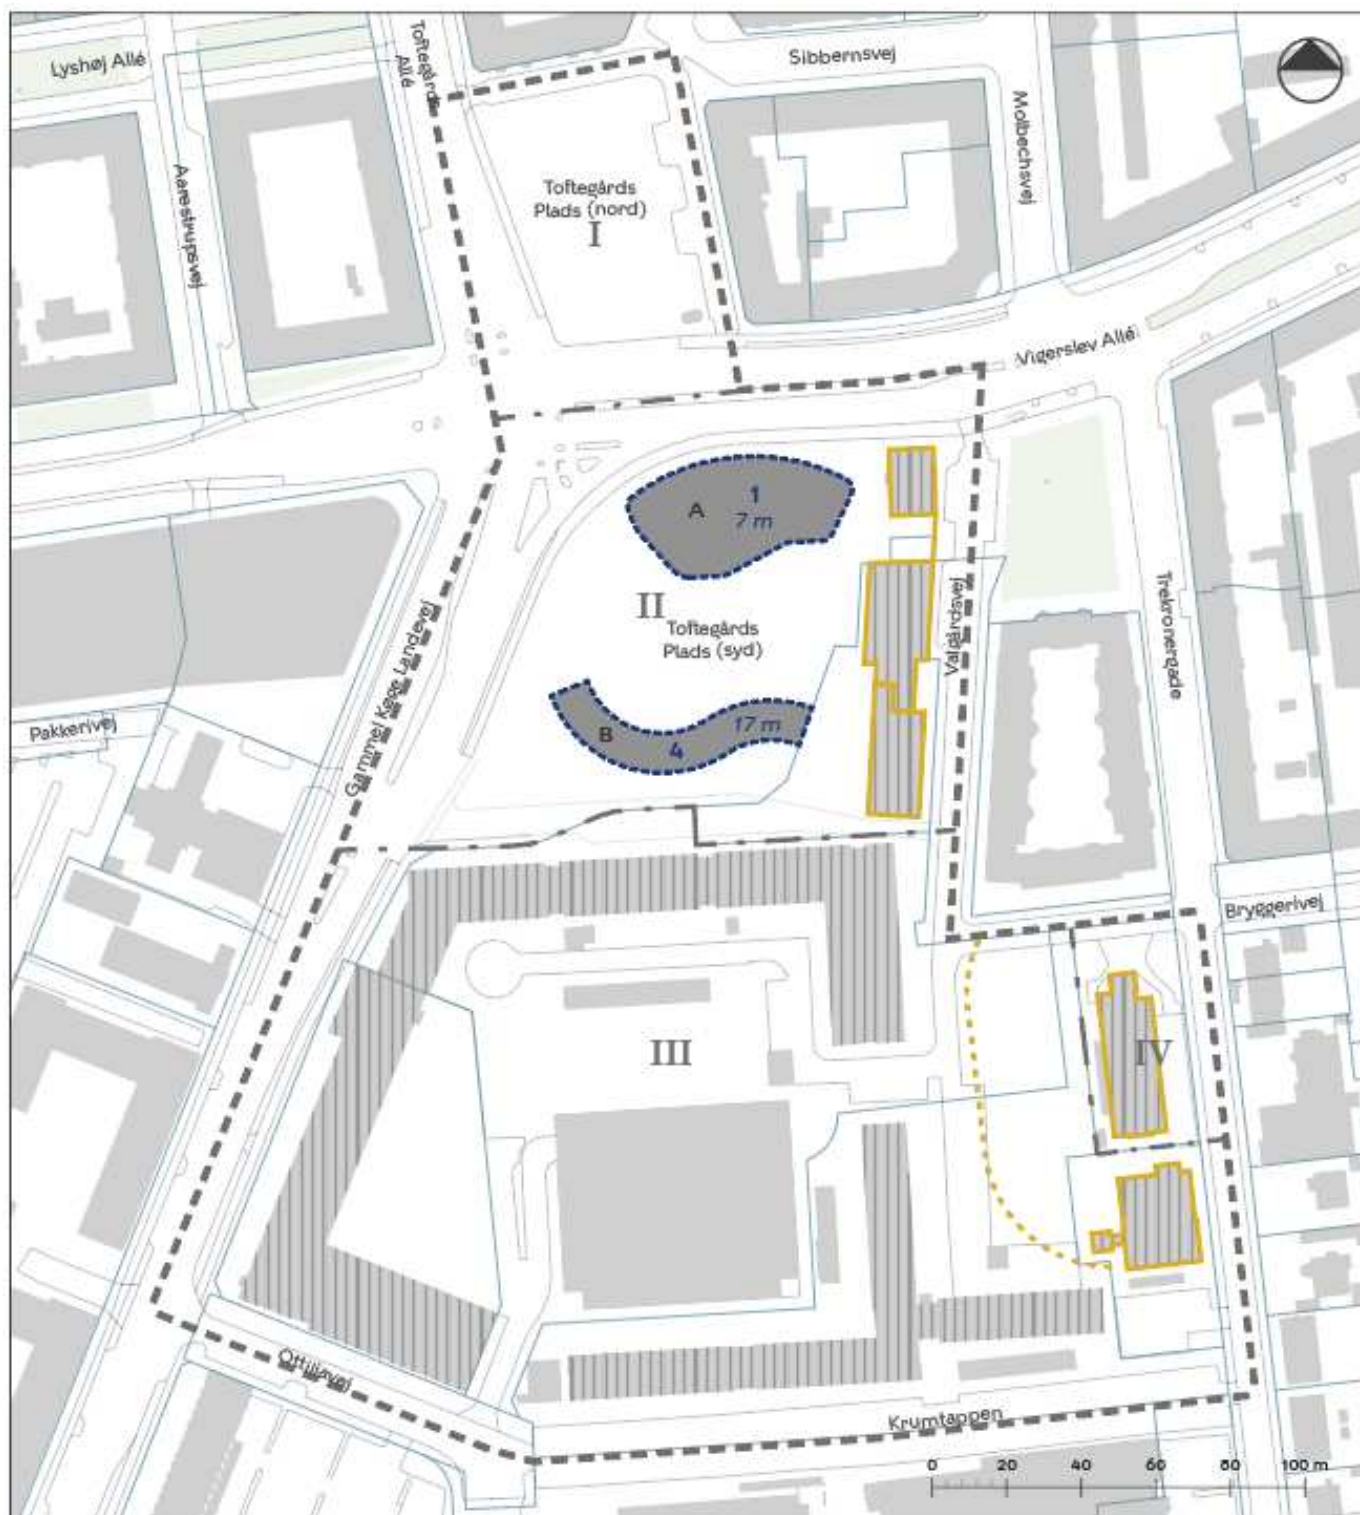 Lyshøj Allé
Toftegårds
Allé
Sibbernsvej
Molbechsvej
Aarestrupsvej
Toftegårds
Plads (nord)
I
Vigerslev Allé
A
1
7 m
II
Toftegårds
Plads (syd)
Valgårdsvej
Trekronergade
Gammel Køge Landevej
Pakkerivej
B
4
17 m
Bryggerivej
III
IV
Ottiliavej
Krumtappen
0 20 40 60 80 100 m